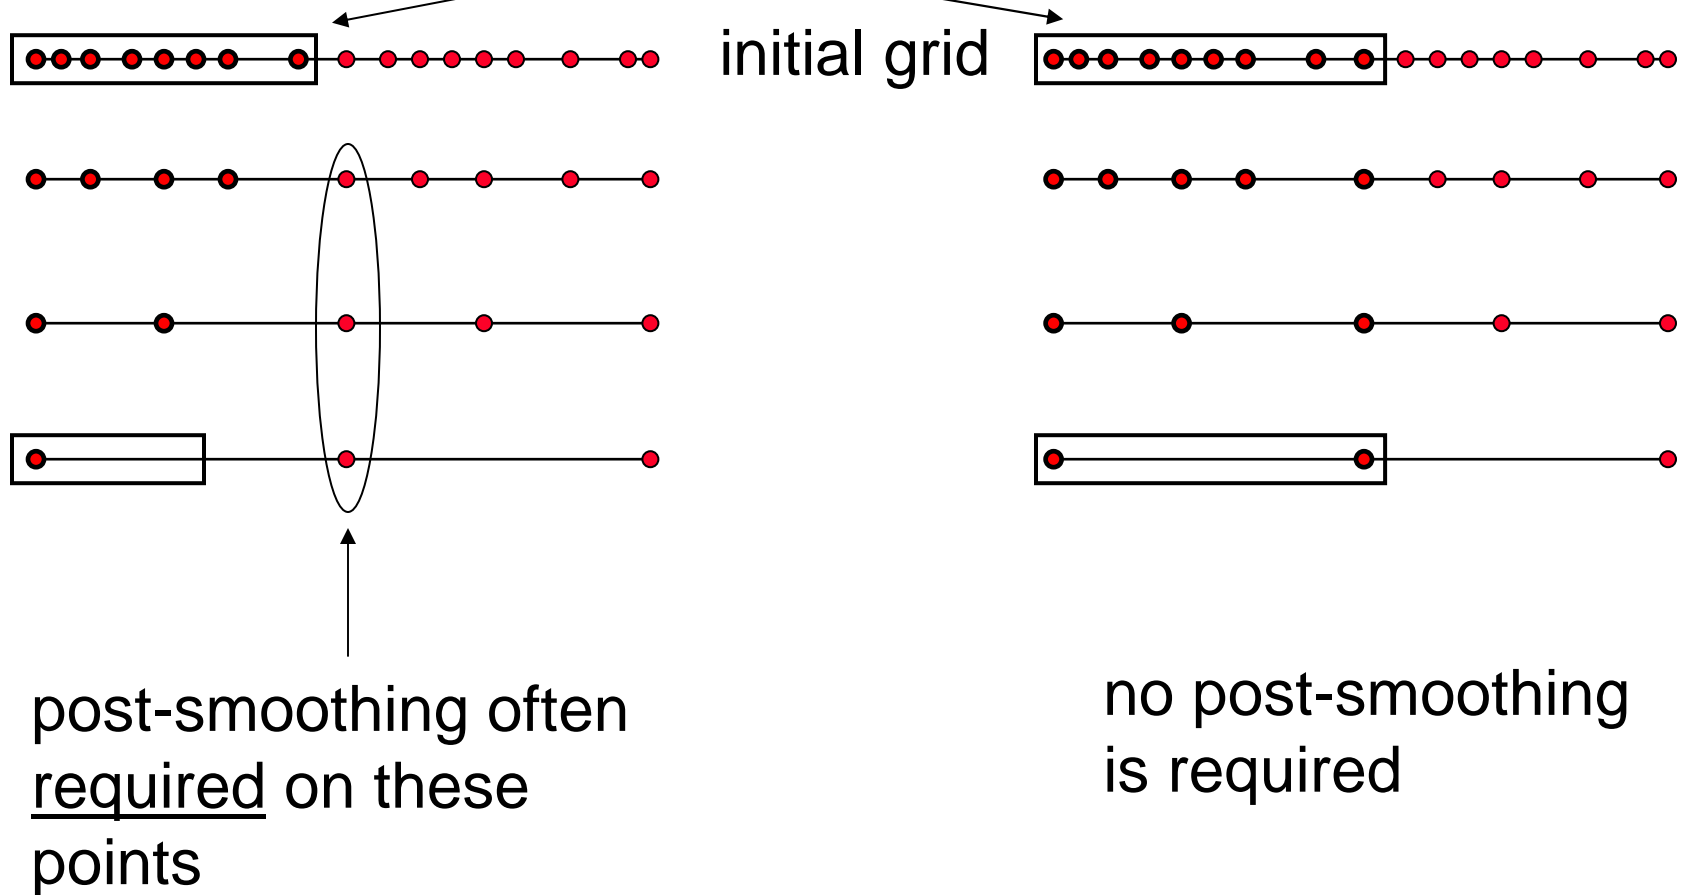 initial grid
post-smoothing often
required on these
points
no post-smoothing
is required